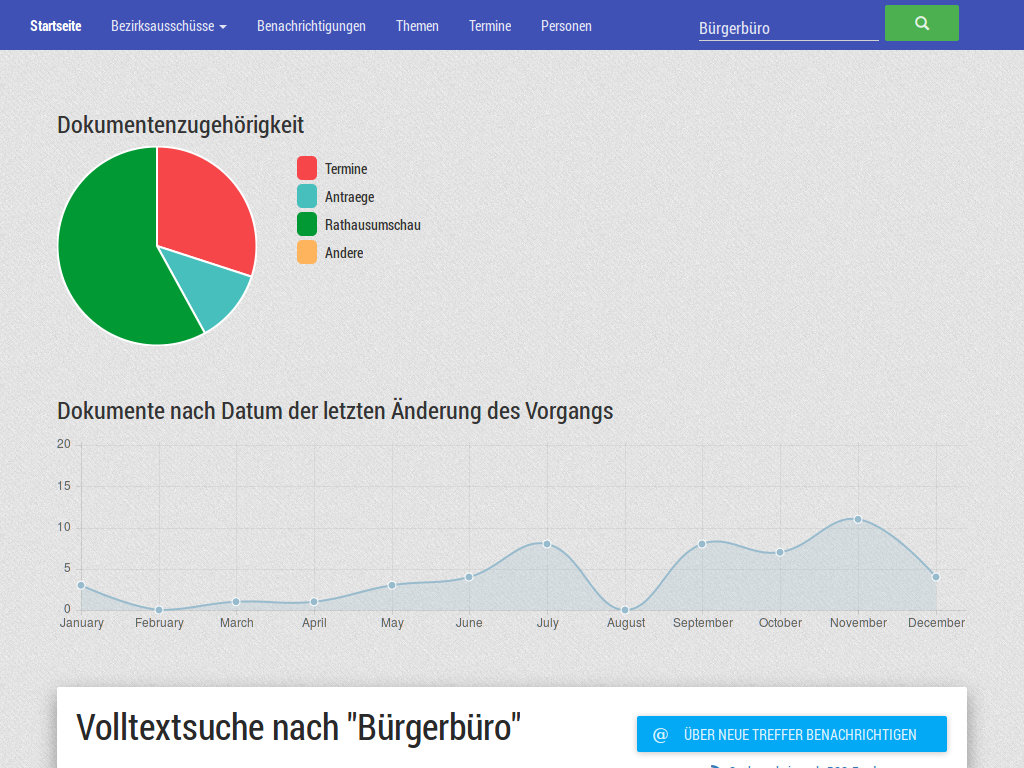 Startseite Bezirksausschüsse Benachrichtigungen Themen Termine Personen Bürgerbüro
Dokumentenzugehörigkeit
Termine
Antraege
Rathausumschau
Andere
Dokumente nach Datum der letzten Änderung des Vorgangs
20
15
10
5
0
January February March April May June July August September October November December
Volltextsuche nach "Bürgerbüro"
@ ÜBER NEUE TREFFER BENACHRICHTIGEN